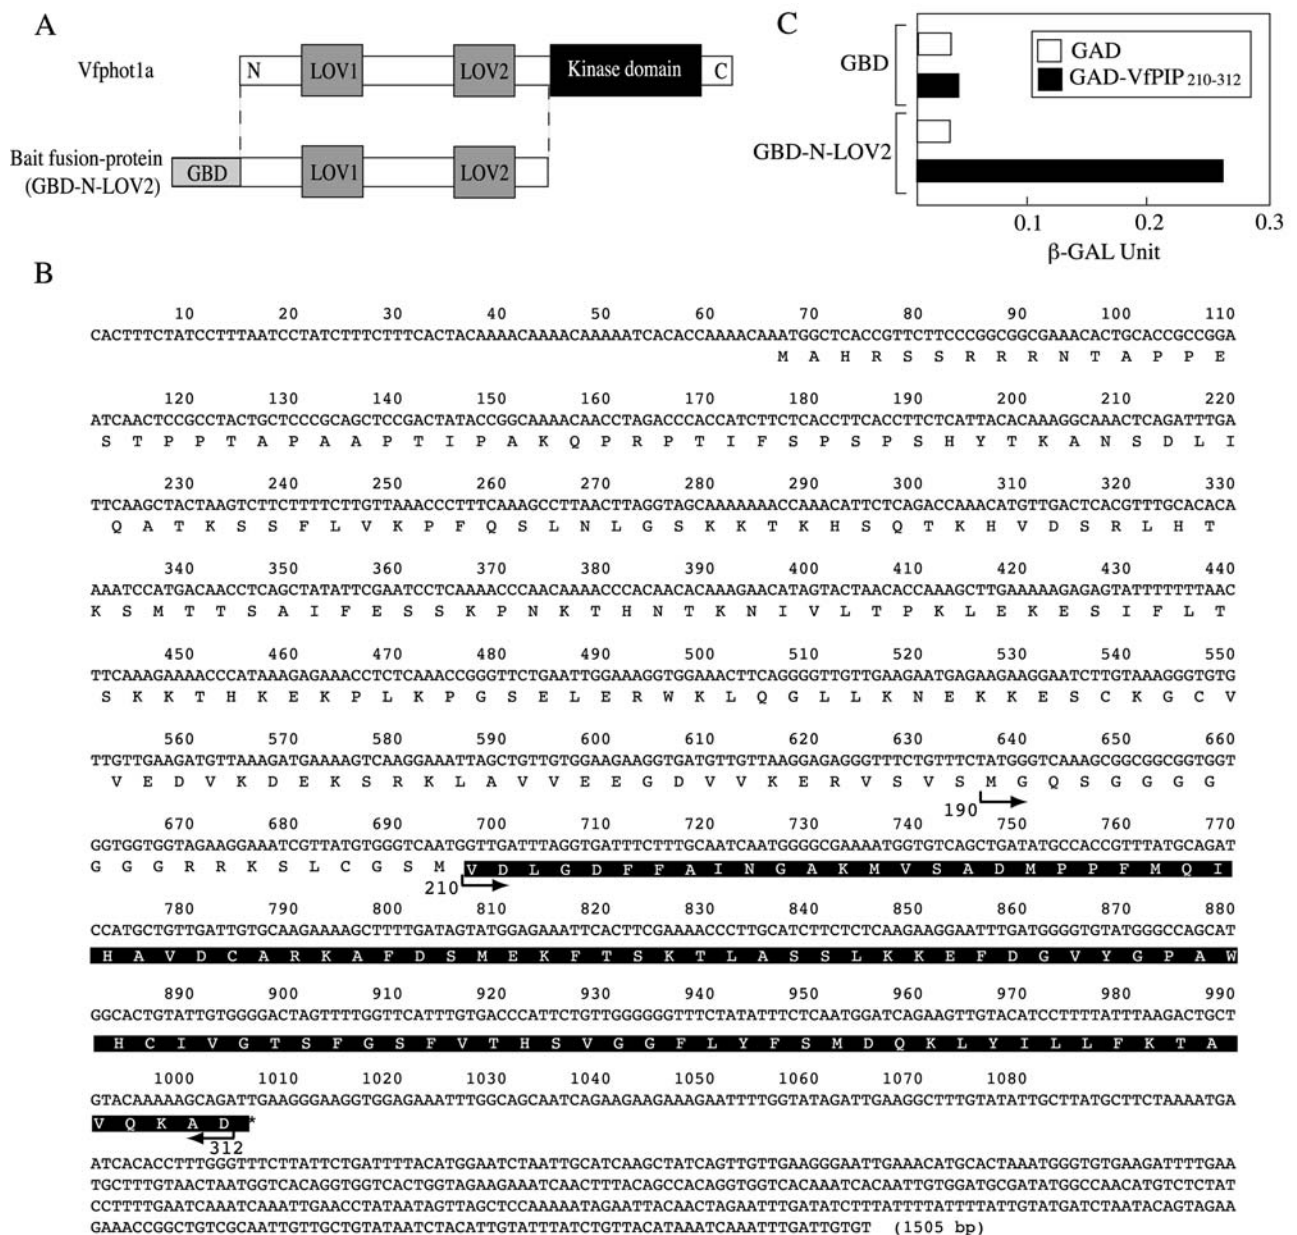 A
Vfphot1a
N
LOV1
LOV2
Kinase domain
C
Bait fusion-protein
(GBD-N-LOV2)
GBD
LOV1
LOV2
C
GBD
GBD-N-LOV2
GAD
GAD-VfPIP210-312
0.1 0.2 0.3
β-GAL Unit
B
10 20 30 40 50 60 70 80 90 100 110
CACTTTCTATCCTTTAATCCTATCTTTCTTTCACTACAAAACAAAACAAAAATCACACCAAAACAAATGGCTCACCGTTCTTCCCGGCGGCGAAACACTGCACCGCCGGA
M A H R S S R R R N T A P P E
120 130 140 150 160 170 180 190 200 210 220
ATCAACTCCGCCTACTGCTCCCGCAGCTCCGACTATACCGGCAAAACAACCTAGACCCACCATCTTCTCACCTTCACCTTCTCATTACACAAAGGCAAACTCAGATTTGA
S T P P T A P A A P T I P A K Q P R P T I F S P S P S H Y T K A N S D L I
230 240 250 260 270 280 290 300 310 320 330
TTCAAGCTACTAAGTCTTCTTTTCTTGTTAAACCCTTTCAAAGCCTTAACTTAGGTAGCAAAAAAACCAAACATTCTCAGACCAAACATGTTGACTCACGTTTGCACACA
Q A T K S S F L V K P F Q S L N L G S K K T K H S Q T K H V D S R L H T
340 350 360 370 380 390 400 410 420 430 440
AAATCCATGACAACCTCAGCTATATTCGAATCCTCAAAACCCAACAAAACCCACAACACAAAGAACATAGTACTAACACCAAAGCTTGAAAAAGAGAGTATTTTTTTAAC
K S M T T S A I F E S S K P N K T H N T K N I V L T P K L E K E S I F L T
450 460 470 480 490 500 510 520 530 540 550
TTCAAAGAAAACCCATAAAGAGAAACCTCTCAAACCGGGTTCTGAATTGGAAAGGTGGAAACTTCAGGGGTTGTTGAAGAATGAGAAGAAGGAATCTTGTAAAGGGTGTG
S K K T H K E K P L K P G S E L E R W K L Q G L L K N E K K E S C K G C V
560 570 580 590 600 610 620 630 640 650 660
TTGTTGAAGATGTTAAAGATGAAAAGTCAAGGAAATTAGCTGTTGTGGAAGAAGGTGATGTTGTTAAGGAGAGGGTTTCTGTTTCTATGGGTCAAAGCGGCGGCGGTGGT
V E D V K D E K S R K L A V V E E G D V V K E R V S V S M G Q S G G G G
190
670 680 690 700 710 720 730 740 750 760 770
GGTGGTGGTAGAAGGAAATCGTTATGTGGGTCAATGGTTGATTTAGGTGATTTCTTTGCAATCAATGGGGCGAAAATGGTGTCAGCTGATATGCCACCGTTTATGCAGAT
G G G R R K S L C G S M V D L G D F F A I N G A K M V S A D M P P F M Q I
210
780 790 800 810 820 830 840 850 860 870 880
CCATGCTGTTGATTGTGCAAGAAAAGCTTTTGATAGTATGGAGAAATTCACTTCGAAAACCCTTGCATCTTCTCTCAAGAAGGAATTTGATGGGGTGTATGGGCCAGCAT
H A V D C A R K A F D S M E K F T S K T L A S S L K K E F D G V Y G P A W
890 900 910 920 930 940 950 960 970 980 990
GGCACTGTATTGTGGGGACTAGTTTTGGTTCATTTGTGACCCATTCTGTTGGGGGGTTTCTATATTTCTCAATGGATCAGAAGTTGTACATCCTTTTATTTAAGACTGCT
H C I V G T S F G S F V T H S V G G F L Y F S M D Q K L Y I L L F K T A
1000 1010 1020 1030 1040 1050 1060 1070 1080
GTACAAAAAGCAGATTGAAGGGAAGGTGGAGAAATTTGGCAGCAATCAGAAGAAGAAAGAATTTTGGTATAGATTGAAGGCTTTGTATATTGCTTATGCTTCTAAAATGA
V Q K A D *
312
ATCACACCTTTGGGTTTCTTATTCTGATTTTACATGGAATCTAATTGCATCAAGCTATCAGTTGTTGAAGGGAATTGAAACATGCACTAAATGGGTGTGAAGATTTTGAA
TGCTTTGTAACTAATGGTCACAGGTGGTCACTGGTAGAAGAAATCAACTTTACAGCCACAGGTGGTCACAAATCACAATTGTGGATGCGATATGGCCAACATGTCTCTAT
CCTTTTGAATCAAATCAAATTGAACCTATAATAGTTAGCTCCAAAAATAGAATTACAACTAGAATTTGATATCTTTATTTTATTTTATTGTATGATCTAATACAGTAGAA
GAAACCGGCTGTCGCAATTGTTGCTGTATAATCTACATTGTATTTATCTGTTACATAAATCAAATTTGATTGTGT (1505 bp)